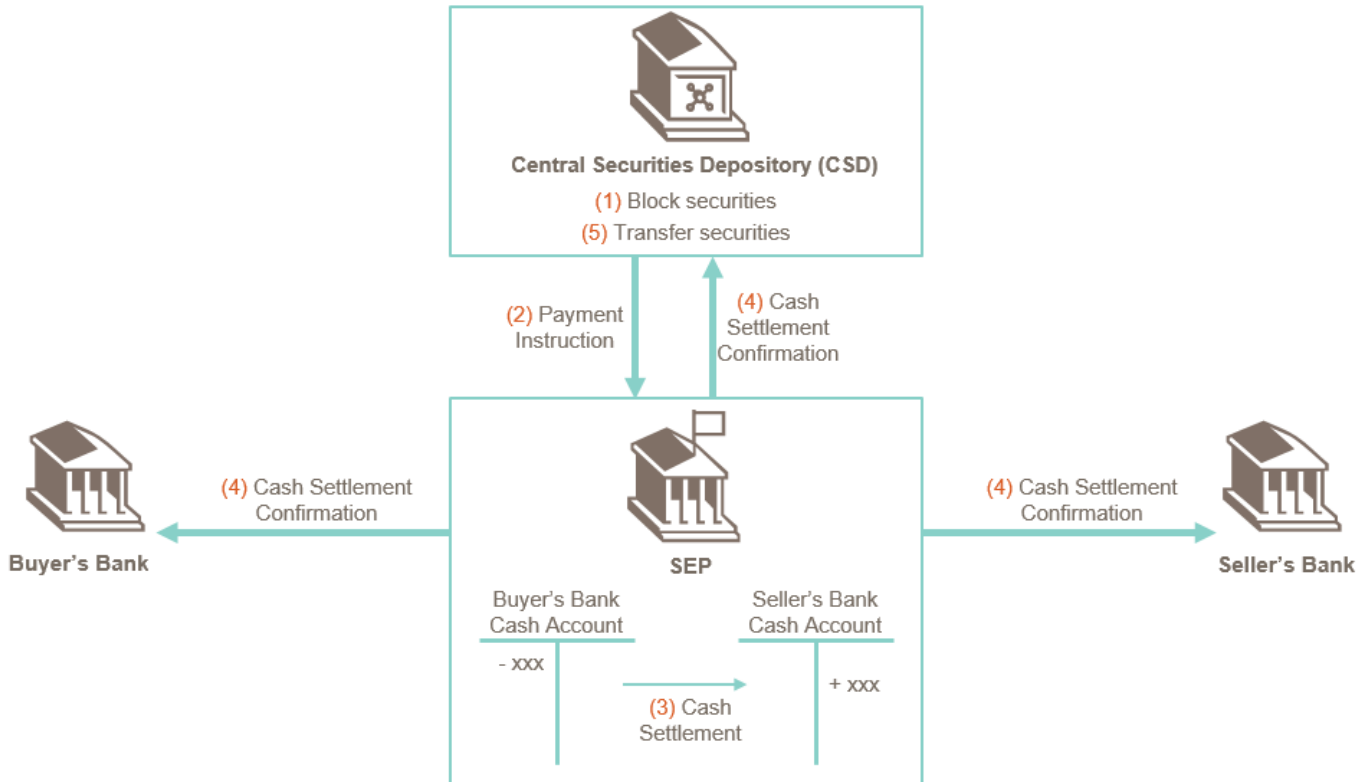 Central Securities Depository (CSD)
(1) Block securities
(5) Transfer securities
(2) Payment
Instruction
(4) Cash
Settlement
Confirmation
(4) Cash Settlement
Confirmation
Buyer's Bank
(4) Cash Settlement
Confirmation
Seller's Bank
SEP
Buyer's Bank
Cash Account
- xxx
Seller's Bank
Cash Account
+ xxx
(3) Cash
Settlement